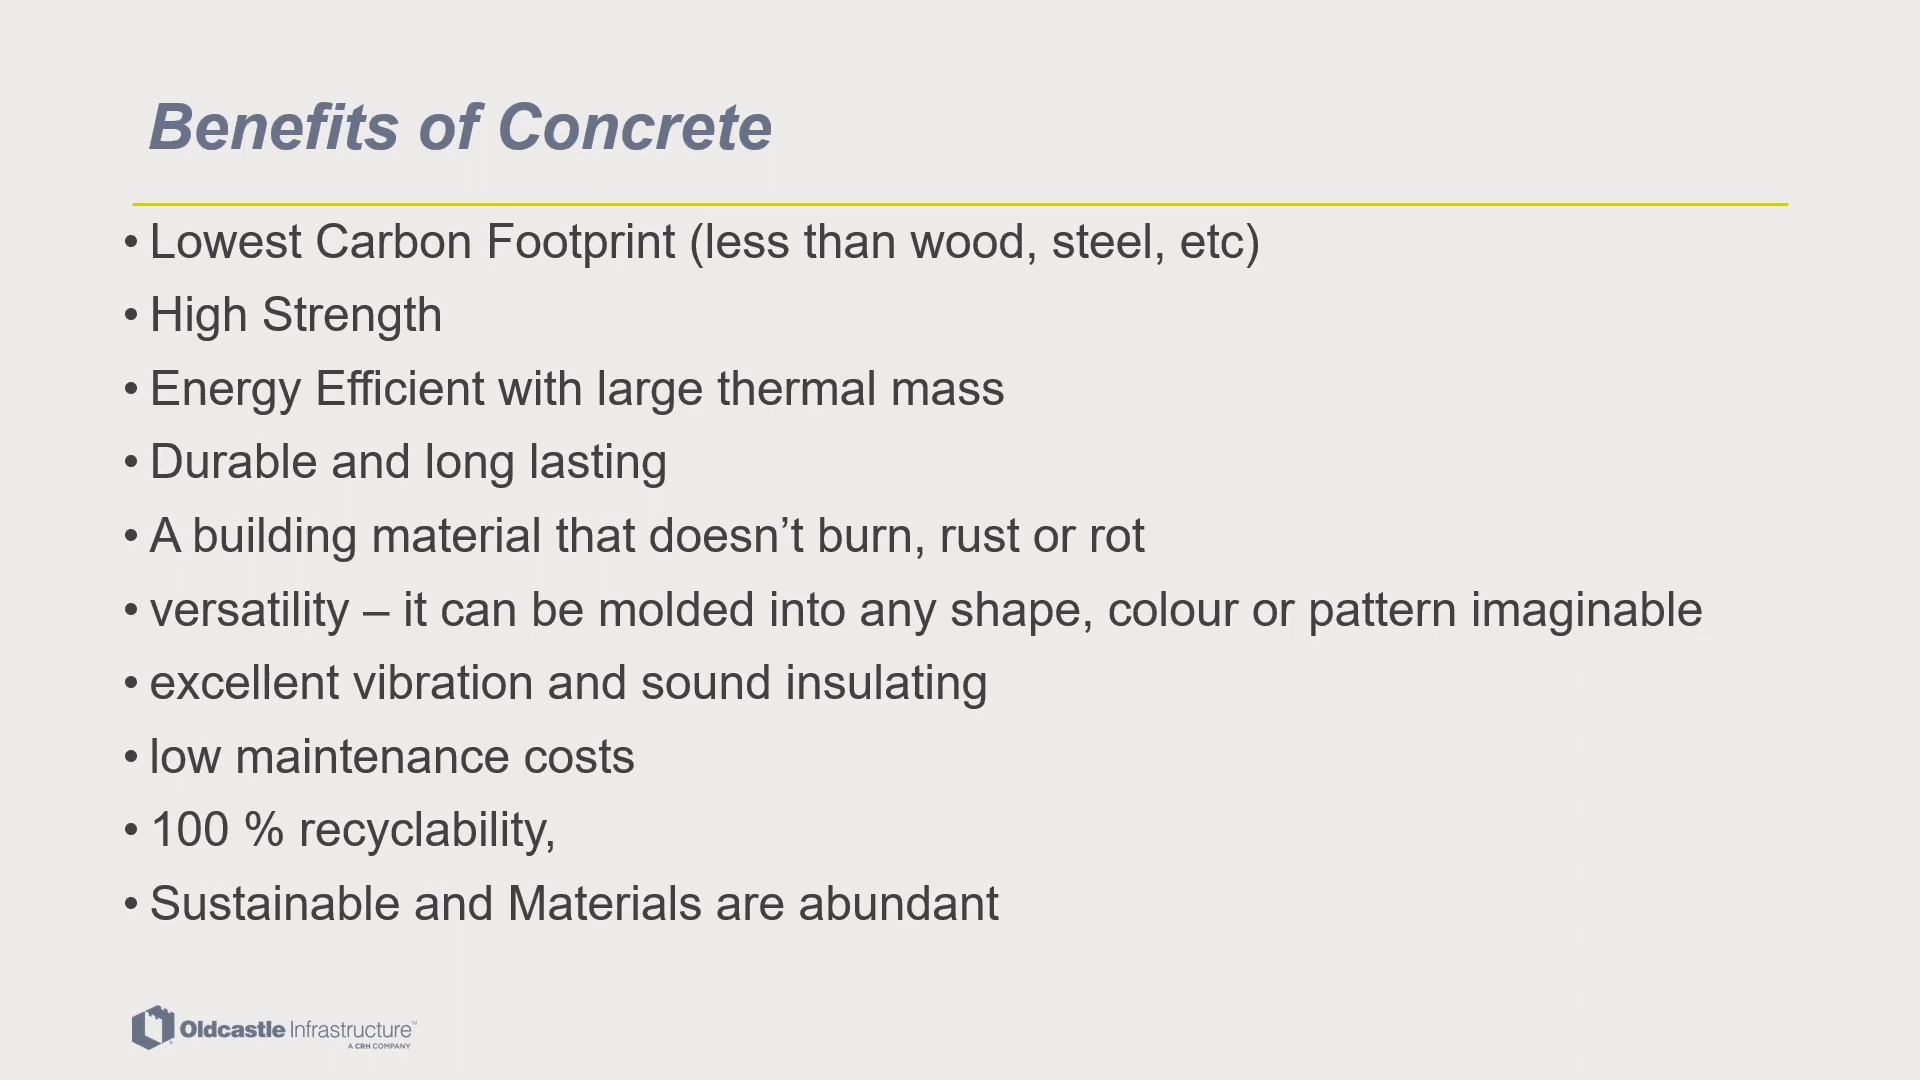 Benefits of Concrete
• Lowest Carbon Footprint (less than wood, steel, etc)
• High Strength
• Energy Efficient with large thermal mass
• Durable and long lasting
• A building material that doesn’t burn, rust or rot
• versatility – it can be molded into any shape, colour or pattern imaginable
• excellent vibration and sound insulating
• low maintenance costs
• 100 % recyclability,
• Sustainable and Materials are abundant
Oldcastle Infrastructure™
A CRH COMPANY